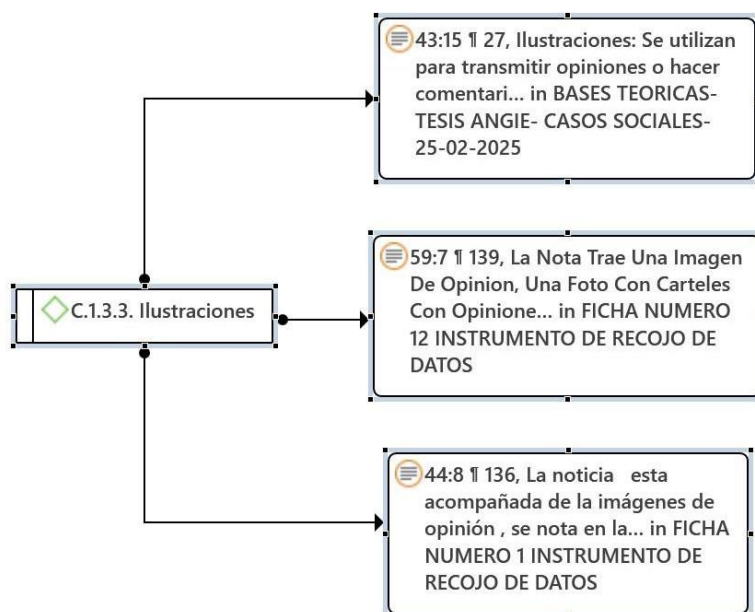 43:15 ¶ 27, Ilustraciones: Se utilizan
para transmitir opiniones o hacer
comentari... in BASES TEORICAS-
TESIS ANGIE- CASOS SOCIALES-
25-02-2025
59:7 ¶ 139, La Nota Trae Una Imagen
De Opinion, Una Foto Con Carteles
Con Opinione... in FICHA NUMERO
12 INSTRUMENTO DE RECOJO DE
DATOS
C.1.3.3. Ilustraciones
44:8 ¶ 136, La noticia esta
acompañada de la imágenes de
opinión , se nota en la... in FICHA
NUMERO 1 INSTRUMENTO DE
RECOJO DE DATOS